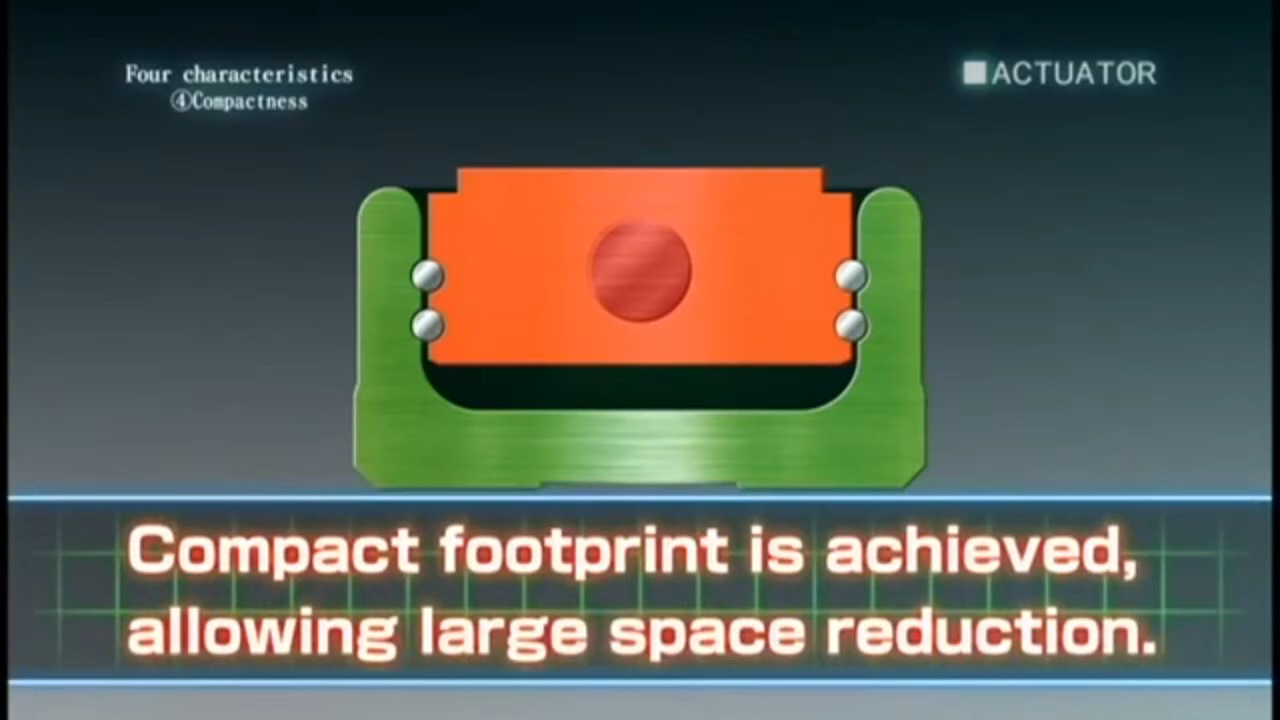 Four characteristics
④Compactness
■ACTUATOR
Compact footprint is achieved,
allowing large space reduction.